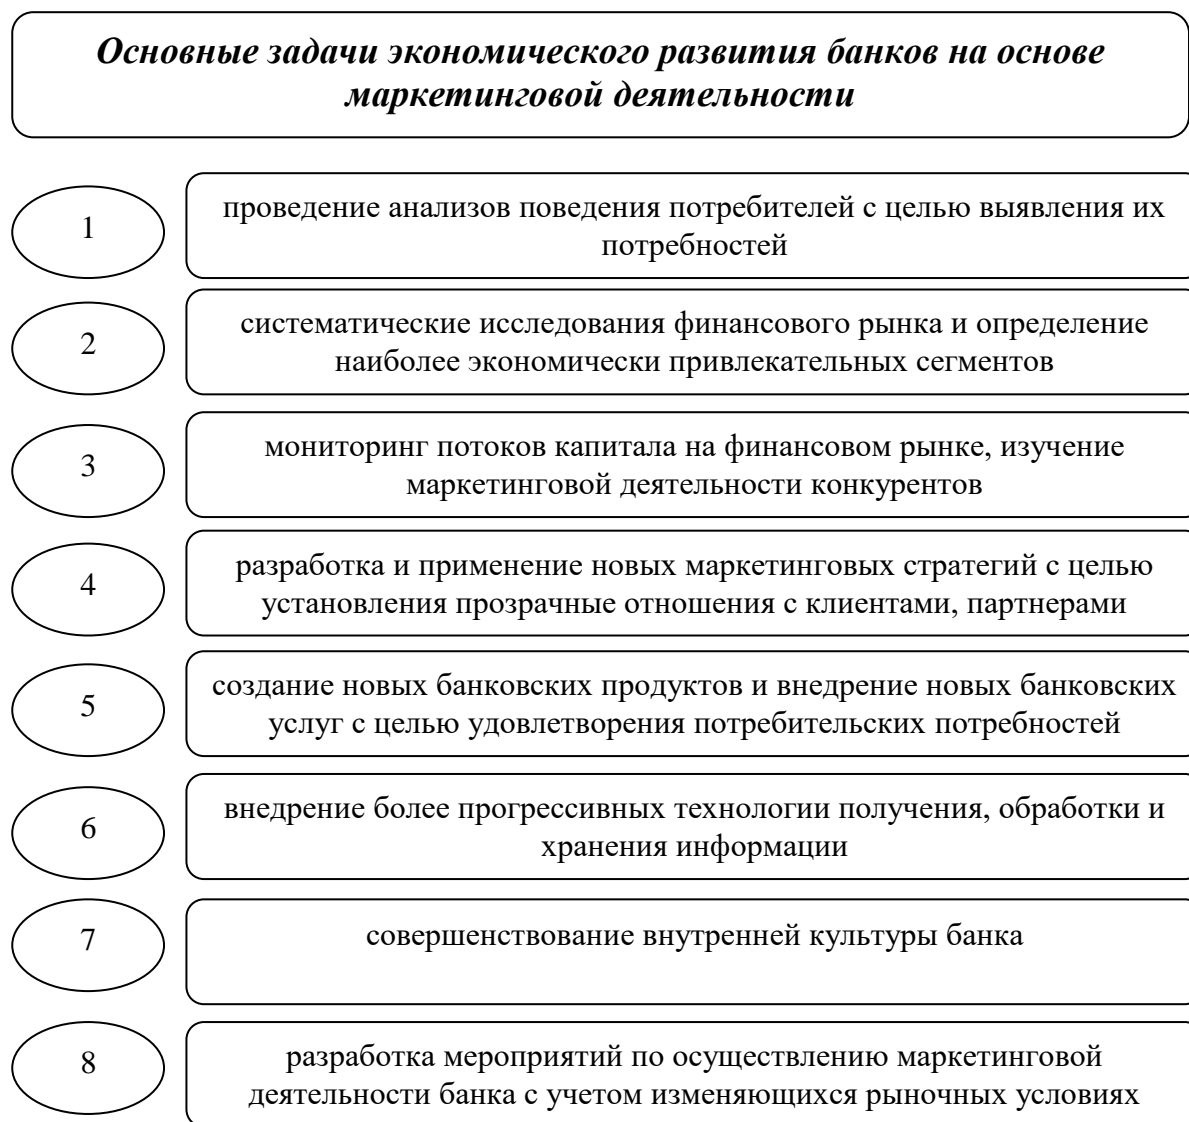 Основные задачи экономического развития банков на основе
маркетинговой деятельности
1
проведение анализов поведения потребителей с целью выявления их
потребностей
2
систематические исследования финансового рынка и определение
наиболее экономически привлекательных сегментов
3
мониторинг потоков капитала на финансовом рынке, изучение
маркетинговой деятельности конкурентов
4
разработка и применение новых маркетинговых стратегий с целью
установления прозрачные отношения с клиентами, партнерами
5
создание новых банковских продуктов и внедрение новых банковских
услуг с целью удовлетворения потребительских потребностей
6
внедрение более прогрессивных технологии получения, обработки и
хранения информации
7
совершенствование внутренней культуры банка
8
разработка мероприятий по осуществлению маркетинговой
деятельности банка с учетом изменяющихся рыночных условиях